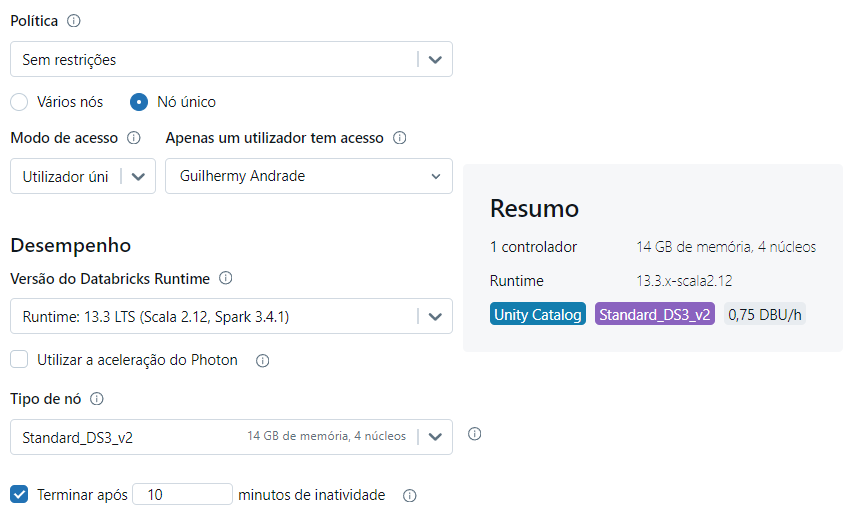 Política
Sem restrições
Vários nós
Nó único
Modo de acesso
Apenas um utilizador tem acesso
Utilizador úni
Guilhermy Andrade
Desempenho
Versão do Databricks Runtime
Runtime: 13.3 LTS (Scala 2.12, Spark 3.4.1)
Utilizar a aceleração do Photon
Tipo de nó
Standard_DS3_v2 14 GB de memória, 4 núcleos
Terminar após 10 minutos de inatividade
Resumo
1 controlador 14 GB de memória, 4 núcleos
Runtime 13.3.x-scala2.12
Unity Catalog Standard_DS3_v2 0,75 DBU/h